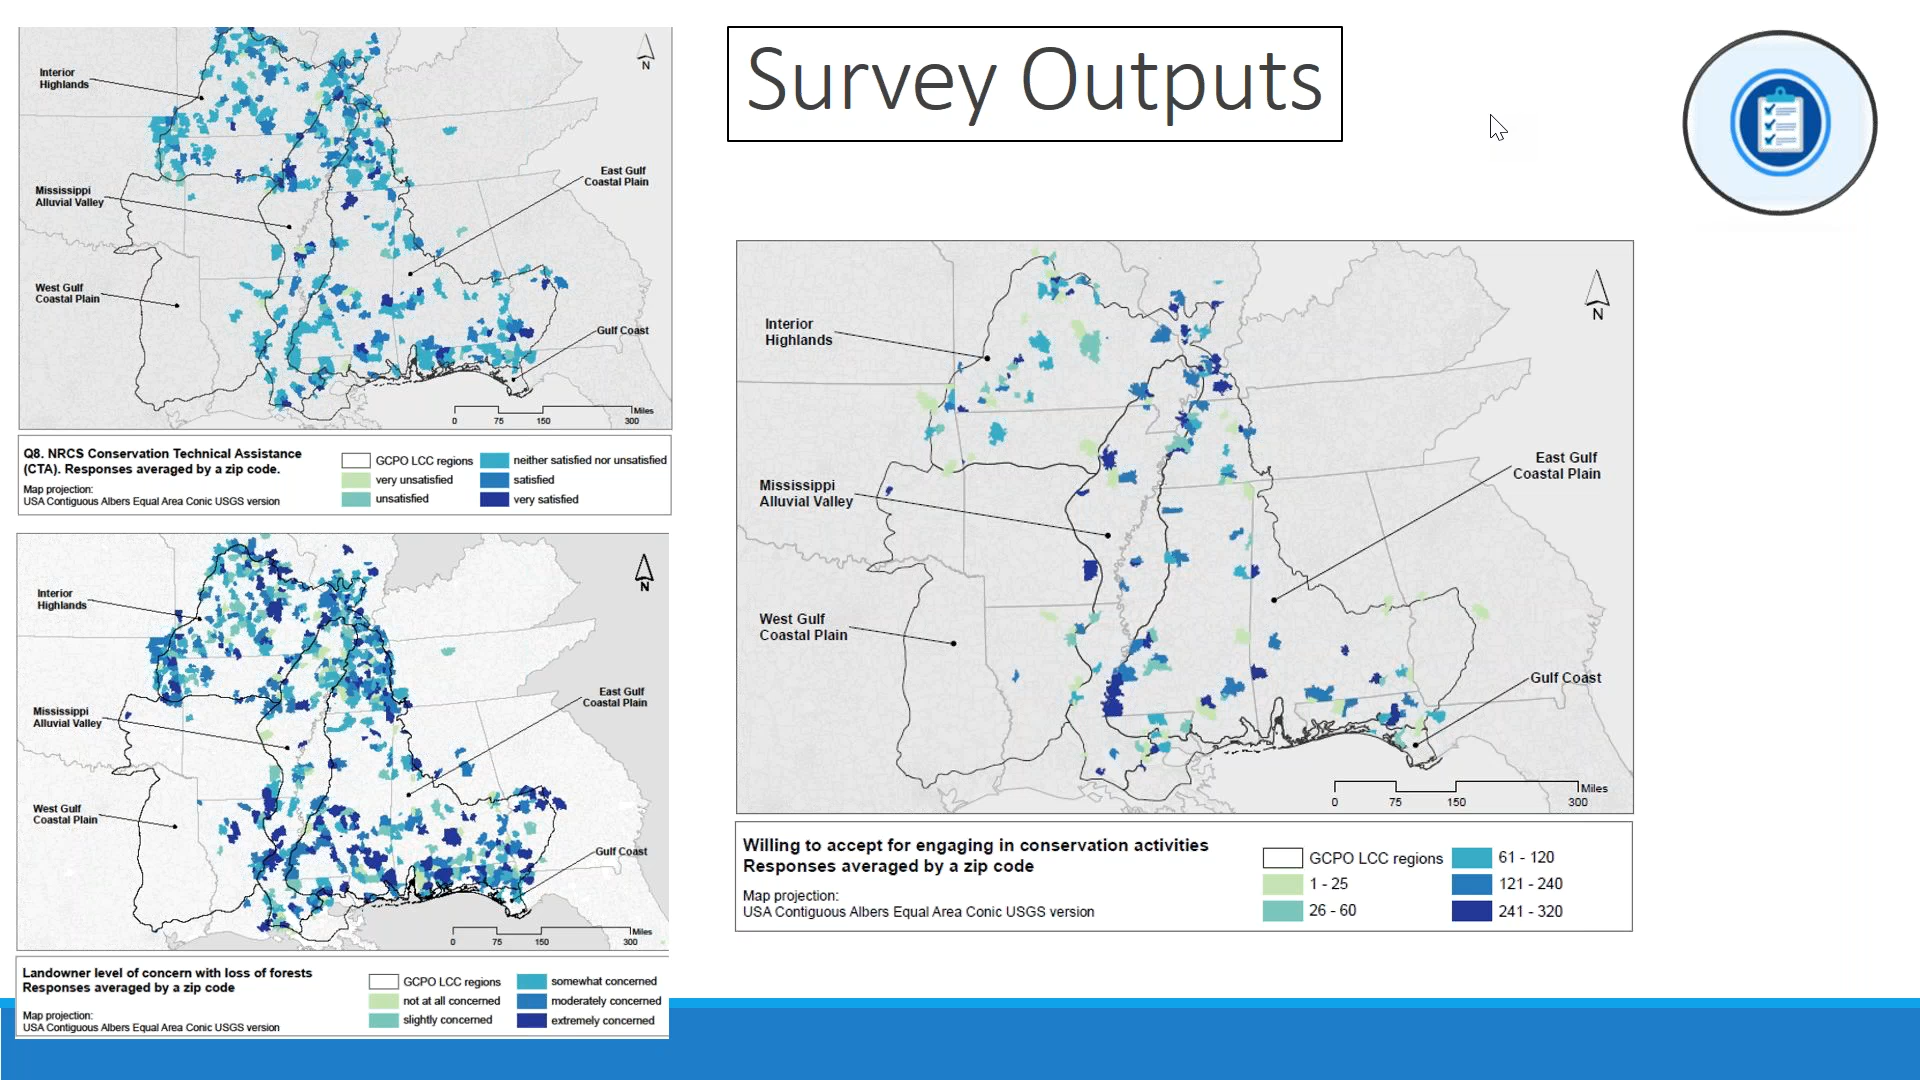 Survey Outputs
N
Interior
Highlands
Mississippi
Alluvial Valley
West Gulf
Coastal Plain
East Gulf
Coastal Plain
Gulf Coast
Miles
0 75 150 300
Q8. NRCS Conservation Technical Assistance
(CTA). Responses averaged by a zip code.
Map projection:
USA Contiguous Albers Equal Area Conic USGS version
GCPO LCC regions
very unsatisfied
unsatisfied
neither satisfied nor unsatisfied
satisfied
very satisfied
N
Interior
Highlands
Mississippi
Alluvial Valley
West Gulf
Coastal Plain
East Gulf
Coastal Plain
Gulf Coast
Miles
0 75 150 300
Landowner level of concern with loss of forests
Responses averaged by a zip code
Map projection:
USA Contiguous Albers Equal Area Conic USGS version
GCPO LCC regions
not at all concerned
slightly concerned
somewhat concerned
moderately concerned
extremely concerned
N
Interior
Highlands
Mississippi
Alluvial Valley
West Gulf
Coastal Plain
East Gulf
Coastal Plain
Gulf Coast
Miles
0 75 150 300
Willing to accept for engaging in conservation activities
Responses averaged by a zip code
Map projection:
USA Contiguous Albers Equal Area Conic USGS version
GCPO LCC regions
1 - 25
26 - 60
61 - 120
121 - 240
241 - 320